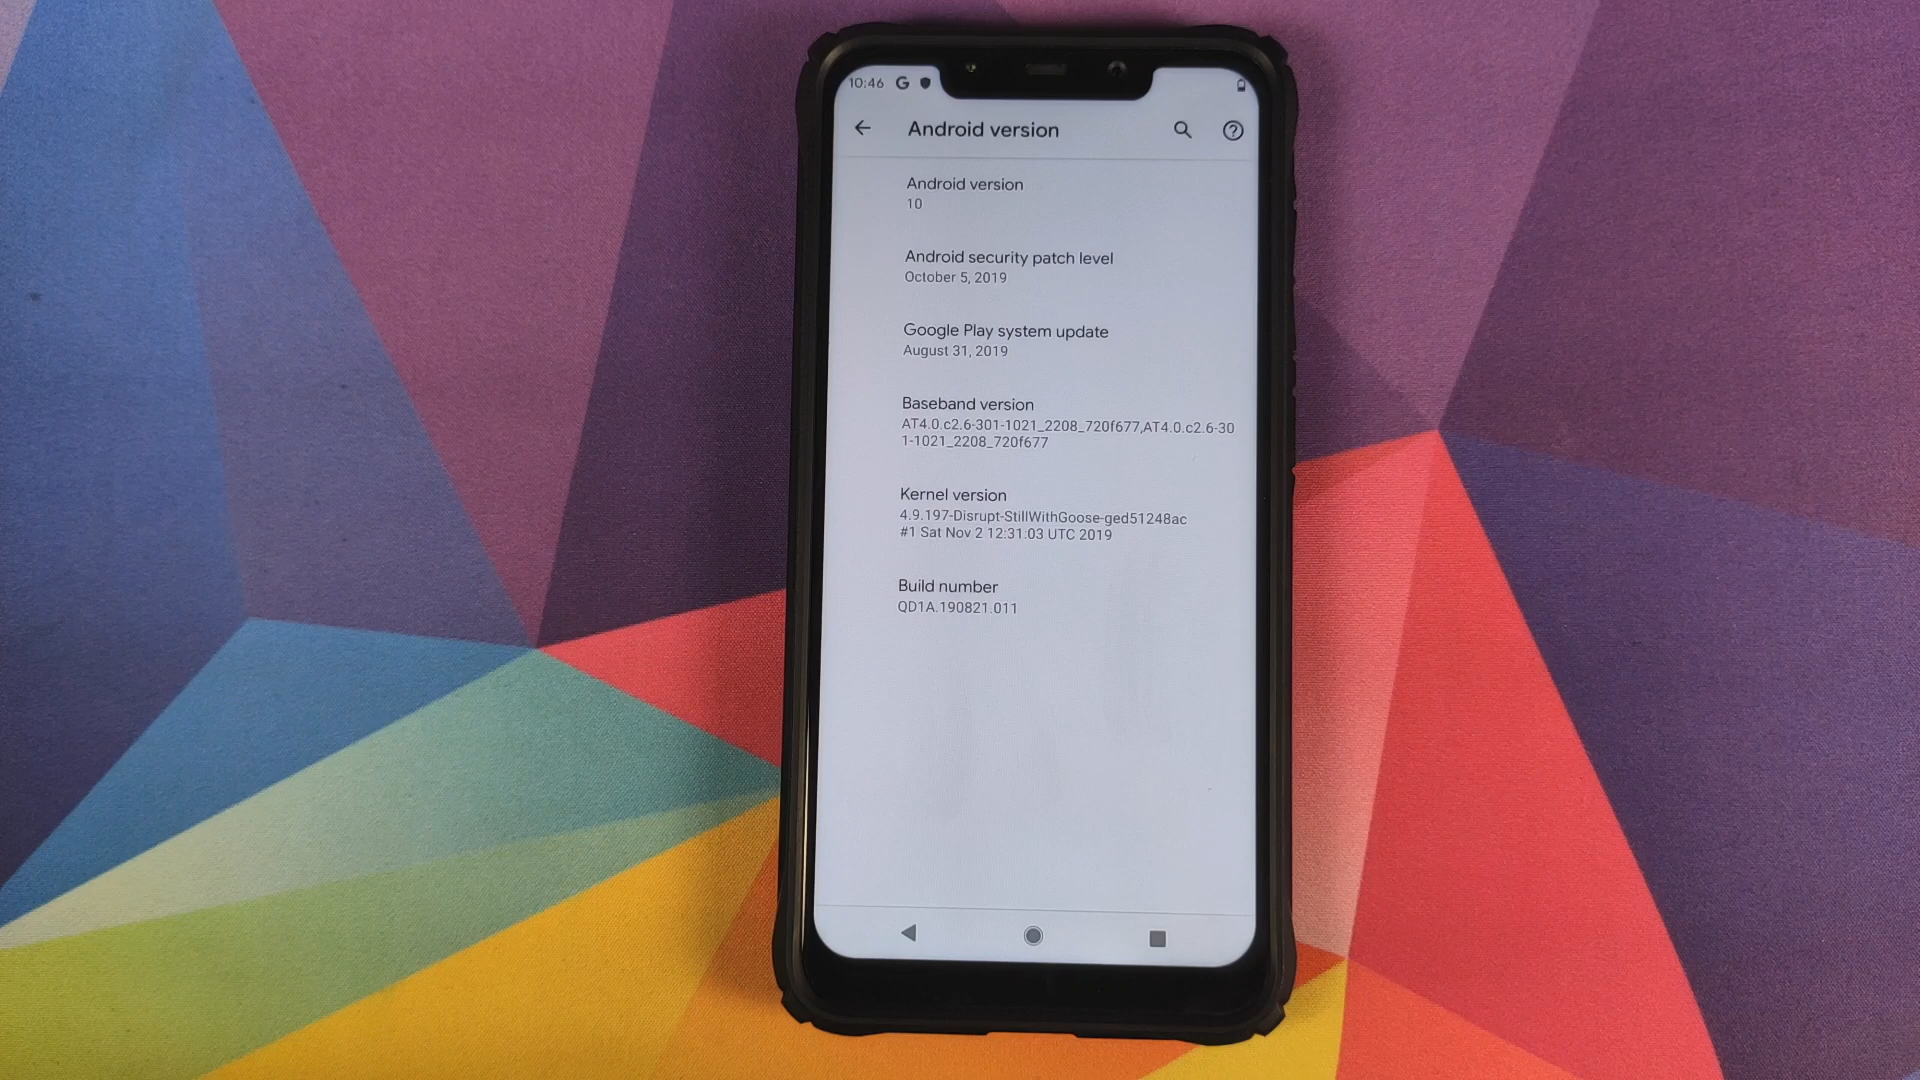 10:46 G
Android version
Android version
10
Android security patch level
October 5, 2019
Google Play system update
August 31, 2019
Baseband version
AT4.0.c2.6-301-1021_2208_720f677,AT4.0.c2.6-30
1-1021_2208_720f677
Kernel version
4.9.197-Disrupt-StillWithGoose-ged51248ac
#1 Sat Nov 2 12:31:03 UTC 2019
Build number
QD1A.190821.011